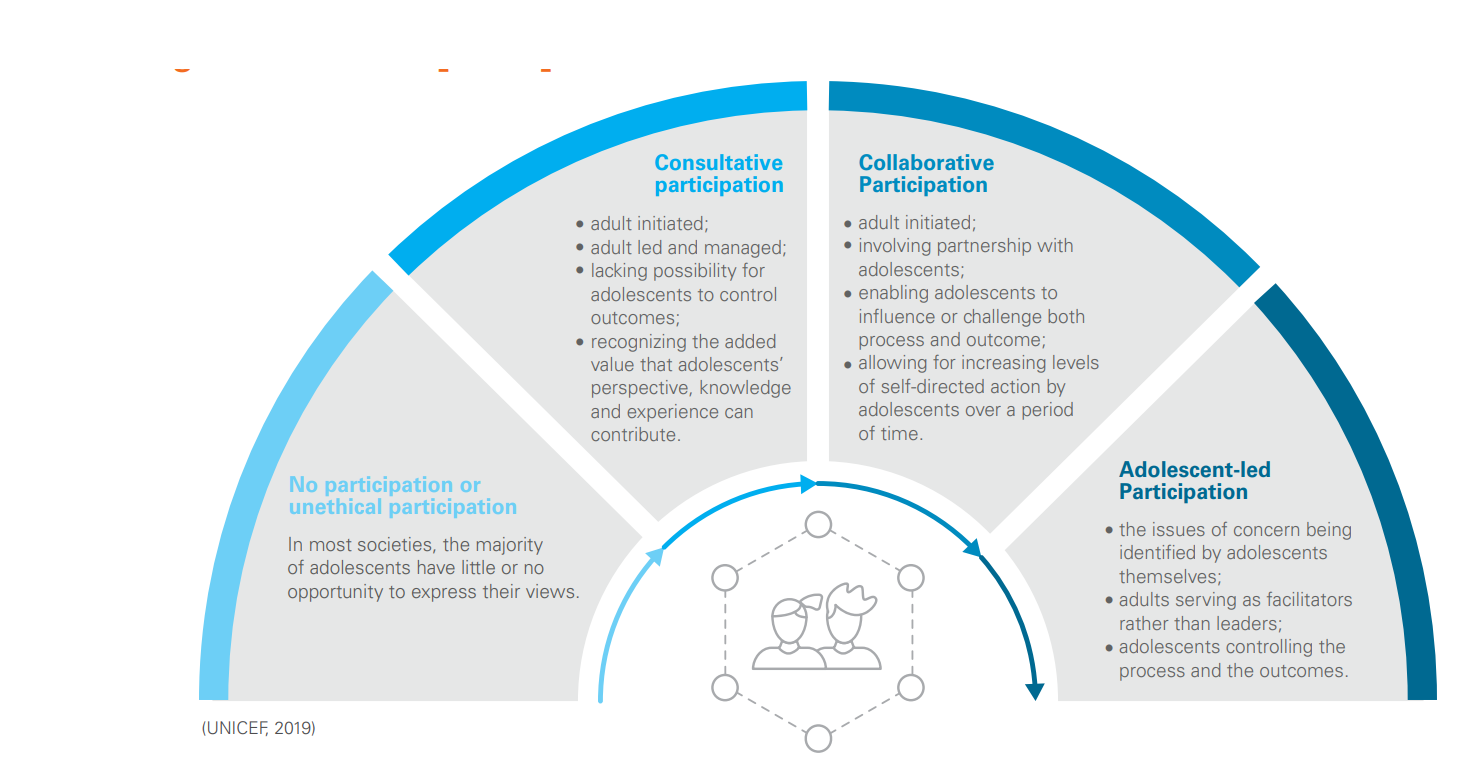 No participation or
unethical participation
In most societies, the majority
of adolescents have little or no
opportunity to express their views.
Consultative
participation
• adult initiated;
• adult led and managed;
• lacking possibility for
adolescents to control
outcomes;
• recognizing the added
value that adolescents’
perspective, knowledge
and experience can
contribute.
Collaborative
Participation
• adult initiated;
• involving partnership with
adolescents;
• enabling adolescents to
influence or challenge both
process and outcome;
• allowing for increasing levels
of self-directed action by
adolescents over a period
of time.
Adolescent-led
Participation
• the issues of concern being
identified by adolescents
themselves;
• adults serving as facilitators
rather than leaders;
• adolescents controlling the
process and the outcomes.
(UNICEF, 2019)